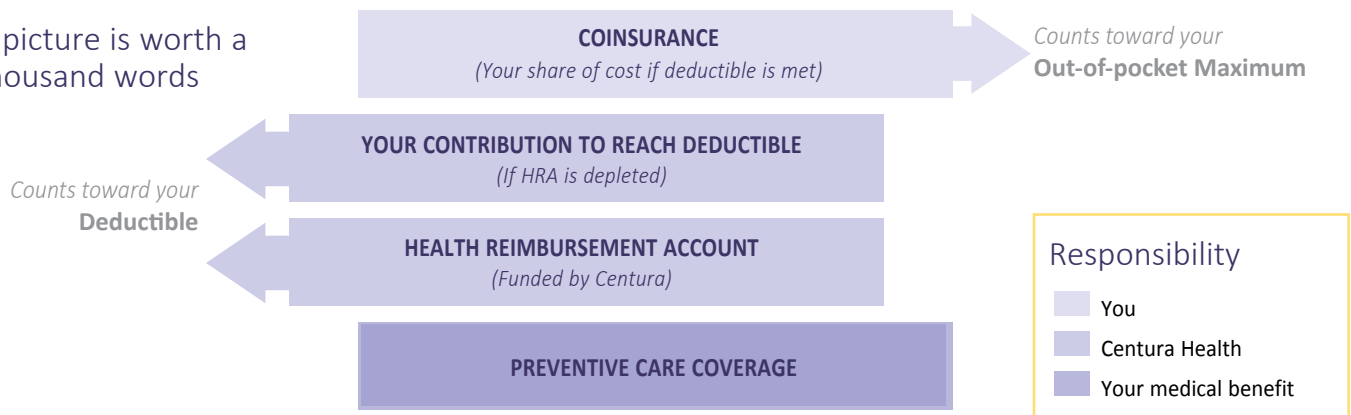 picture is worth a
housand words
COINSURANCE
(Your share of cost if deductible is met)
Counts toward your
Out-of-pocket Maximum
YOUR CONTRIBUTION TO REACH DEDUCTIBLE
(If HRA is depleted)
Counts toward your
Deductible
HEALTH REIMBURSEMENT ACCOUNT
(Funded by Centura)
PREVENTIVE CARE COVERAGE
Responsibility
You
Centura Health
Your medical benefit